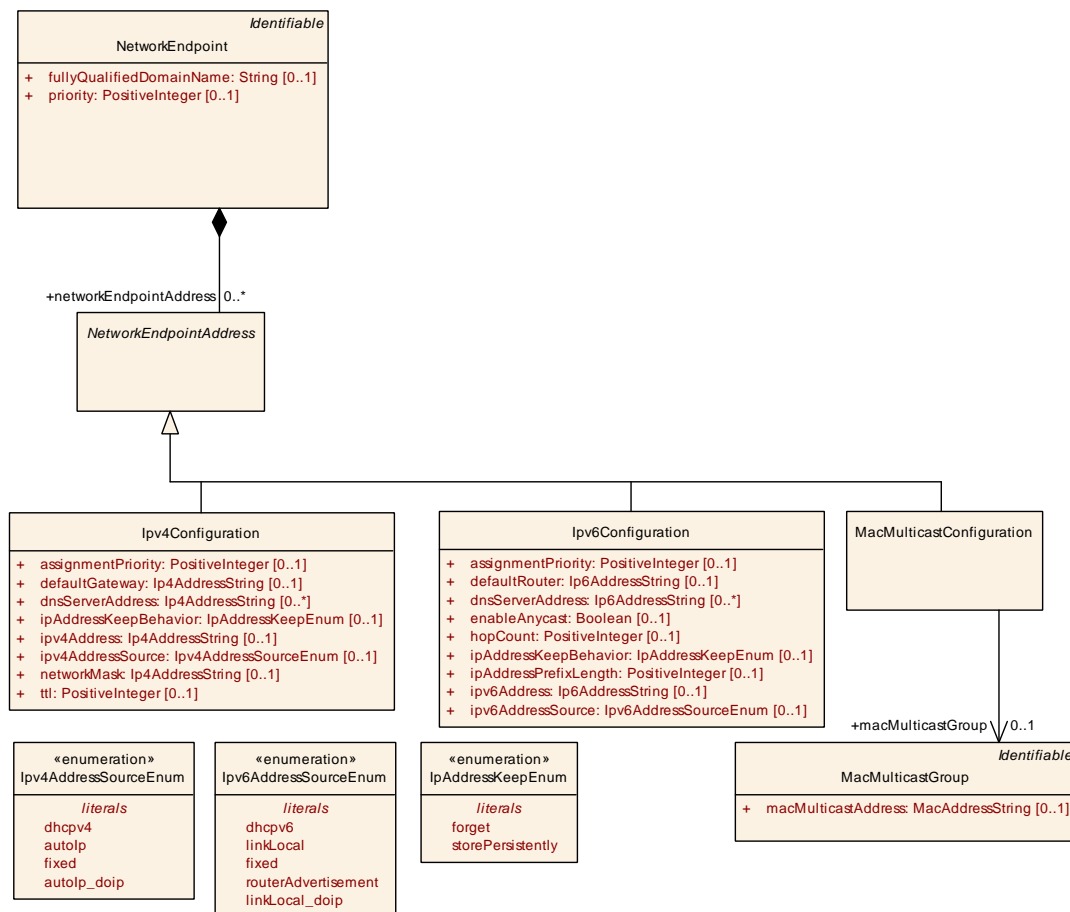 Identifiable
NetworkEndpoint
+ fullyQualifiedDomainName: String [0..1]
+ priority: PositiveInteger [0..1]
+networkEndpointAddress 0..*
NetworkEndpointAddress
Ipv4Configuration
+ assignmentPriority: PositiveInteger [0..1]
+ defaultGateway: Ip4AddressString [0..1]
+ dnsServerAddress: Ip4AddressString [0..*]
+ ipAddressKeepBehavior: IpAddressKeepEnum [0..1]
+ ipv4Address: Ip4AddressString [0..1]
+ ipv4AddressSource: Ipv4AddressSourceEnum [0..1]
+ networkMask: Ip4AddressString [0..1]
+ ttl: PositiveInteger [0..1]
Ipv6Configuration
+ assignmentPriority: PositiveInteger [0..1]
+ defaultRouter: Ip6AddressString [0..1]
+ dnsServerAddress: Ip6AddressString [0..*]
+ enableAnycast: Boolean [0..1]
+ hopCount: PositiveInteger [0..1]
+ ipAddressKeepBehavior: IpAddressKeepEnum [0..1]
+ ipAddressPrefixLength: PositiveInteger [0..1]
+ ipv6Address: Ip6AddressString [0..1]
+ ipv6AddressSource: Ipv6AddressSourceEnum [0..1]
MacMulticastConfiguration
+macMulticastGroup 0..1
«enumeration»
Ipv4AddressSourceEnum
literals
dhcpv4
autoIp
fixed
autoIp_doip
«enumeration»
Ipv6AddressSourceEnum
literals
dhcpv6
linkLocal
fixed
routerAdvertisement
linkLocal_doip
«enumeration»
IpAddressKeepEnum
literals
forget
storePersistently
Identifiable
MacMulticastGroup
+ macMulticastAddress: MacAddressString [0..1]